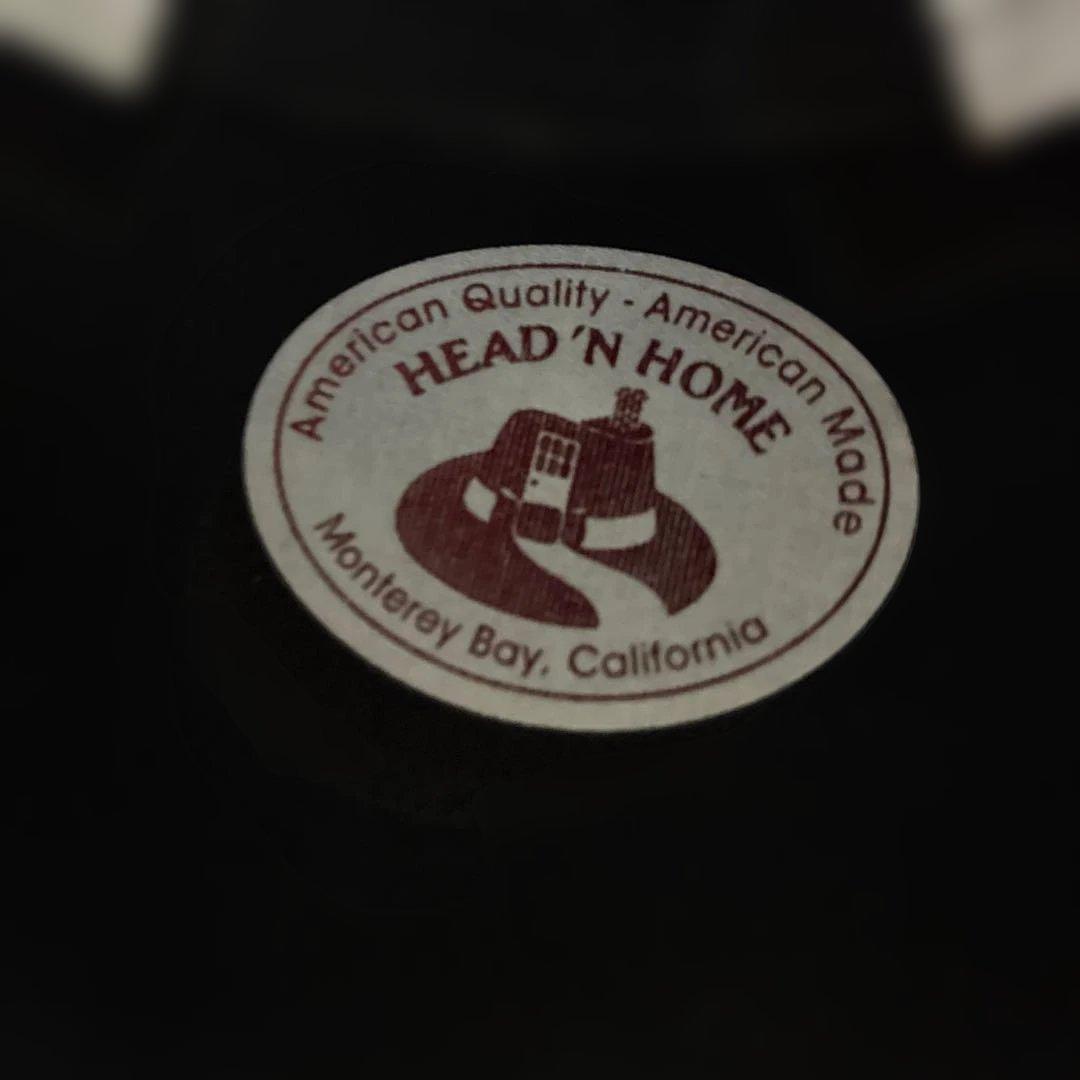 American Quality - American Made
HEAD 'N HOME
Monterey Bay, California